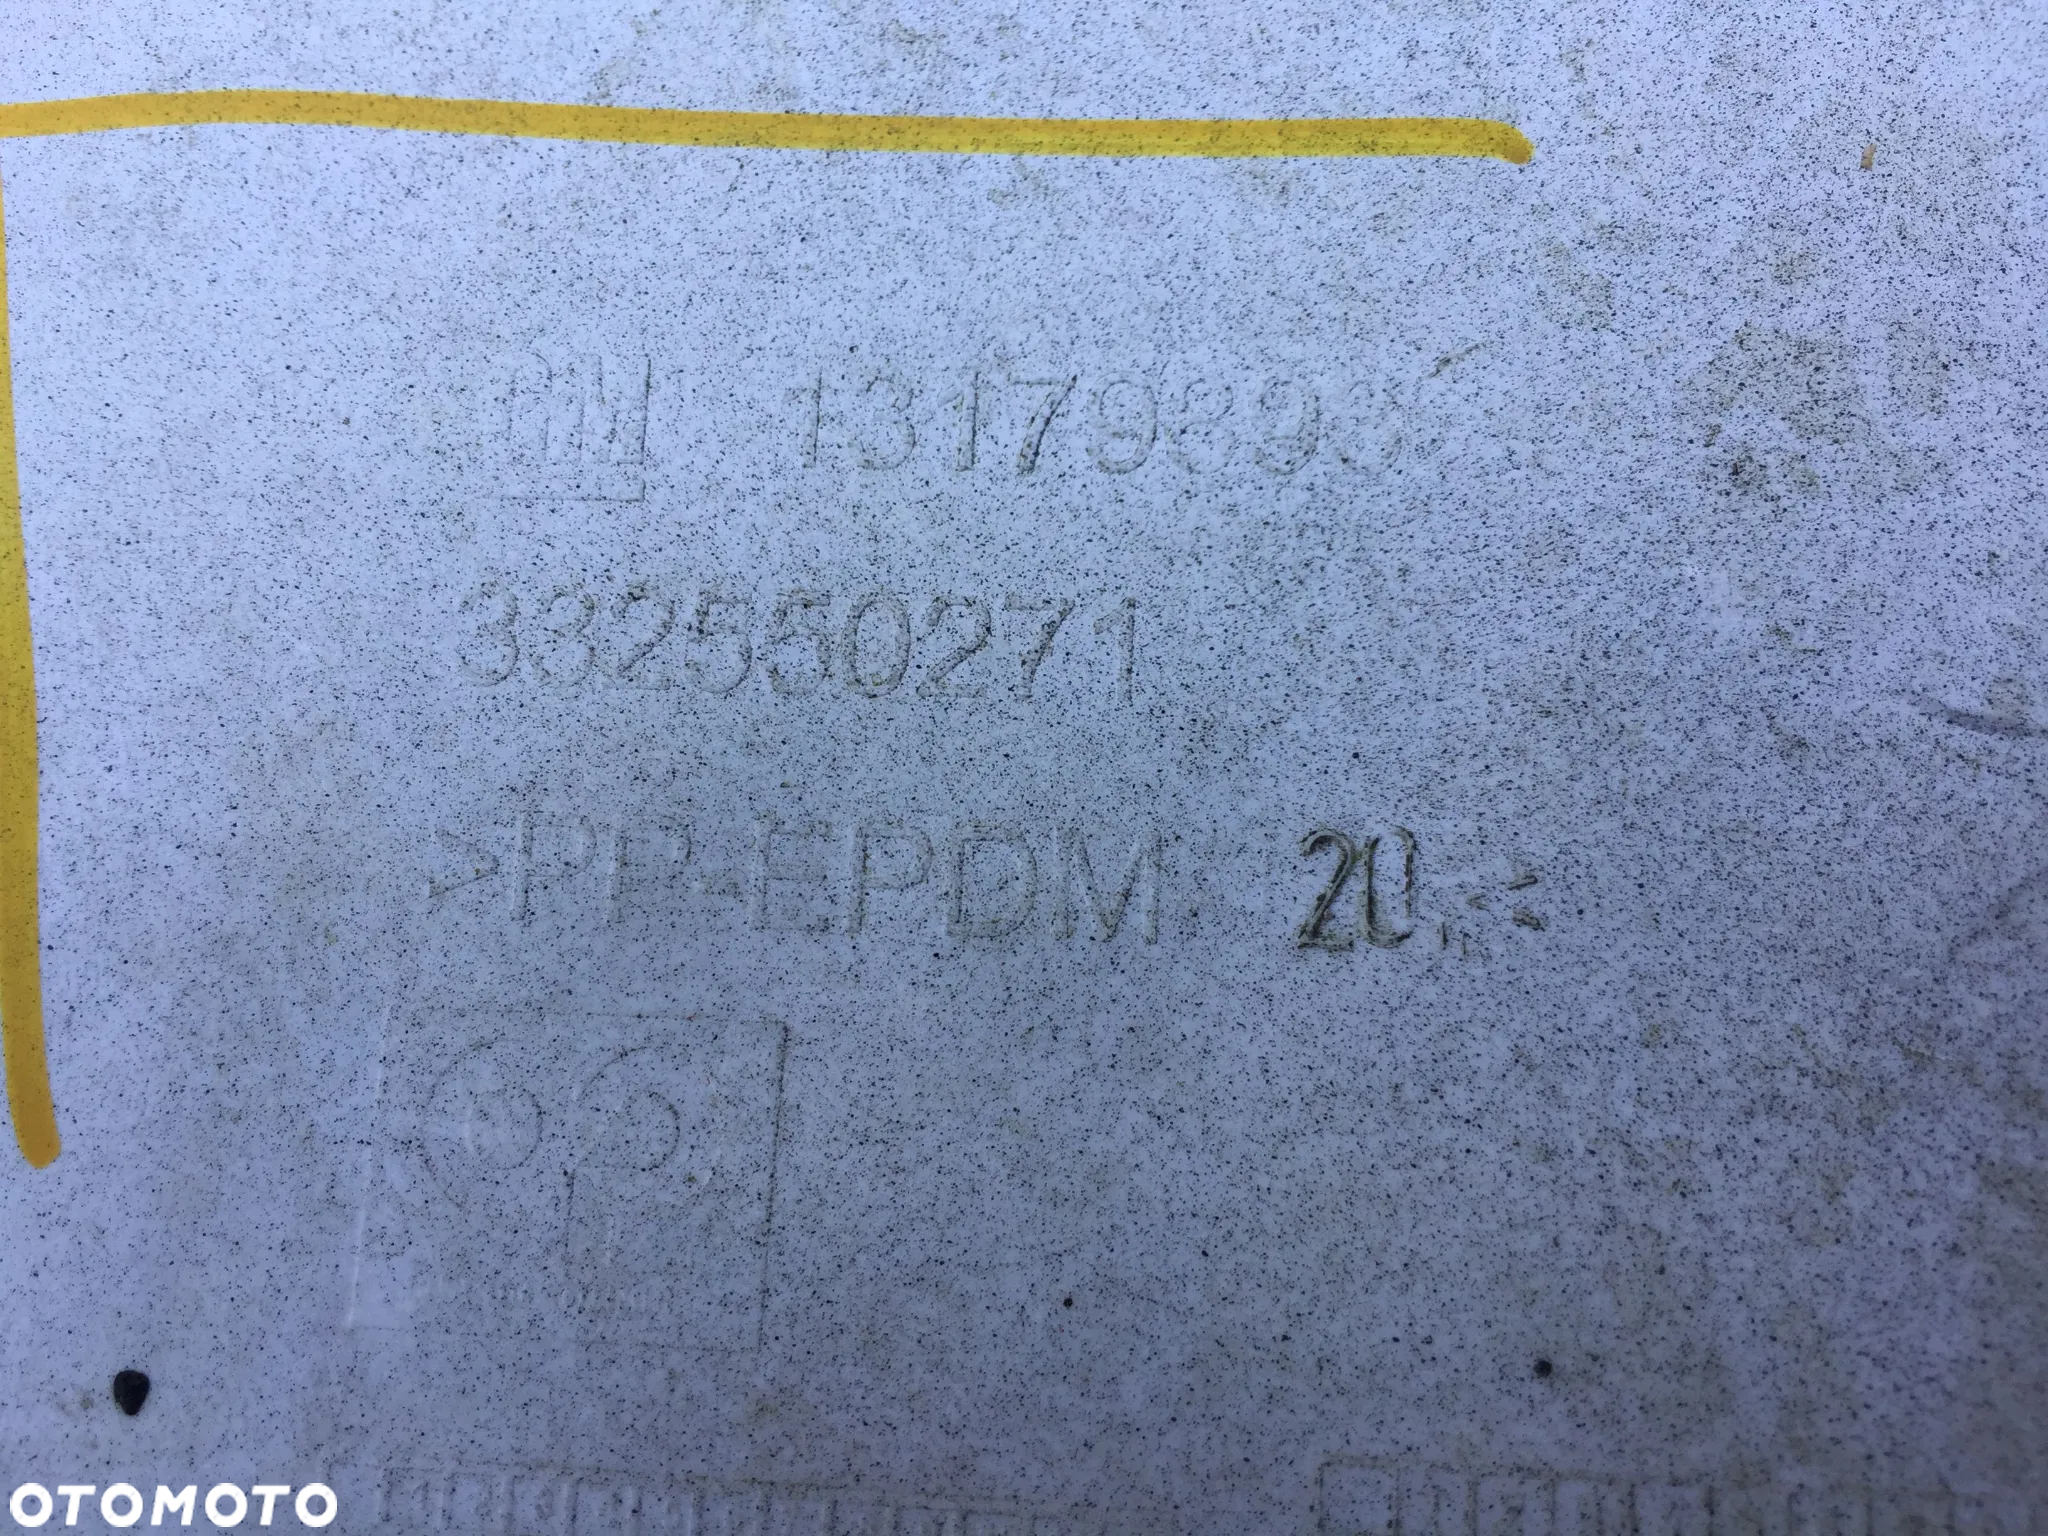 GM 13179893
332550271
>PP-EPDM 20
OTOMOTO